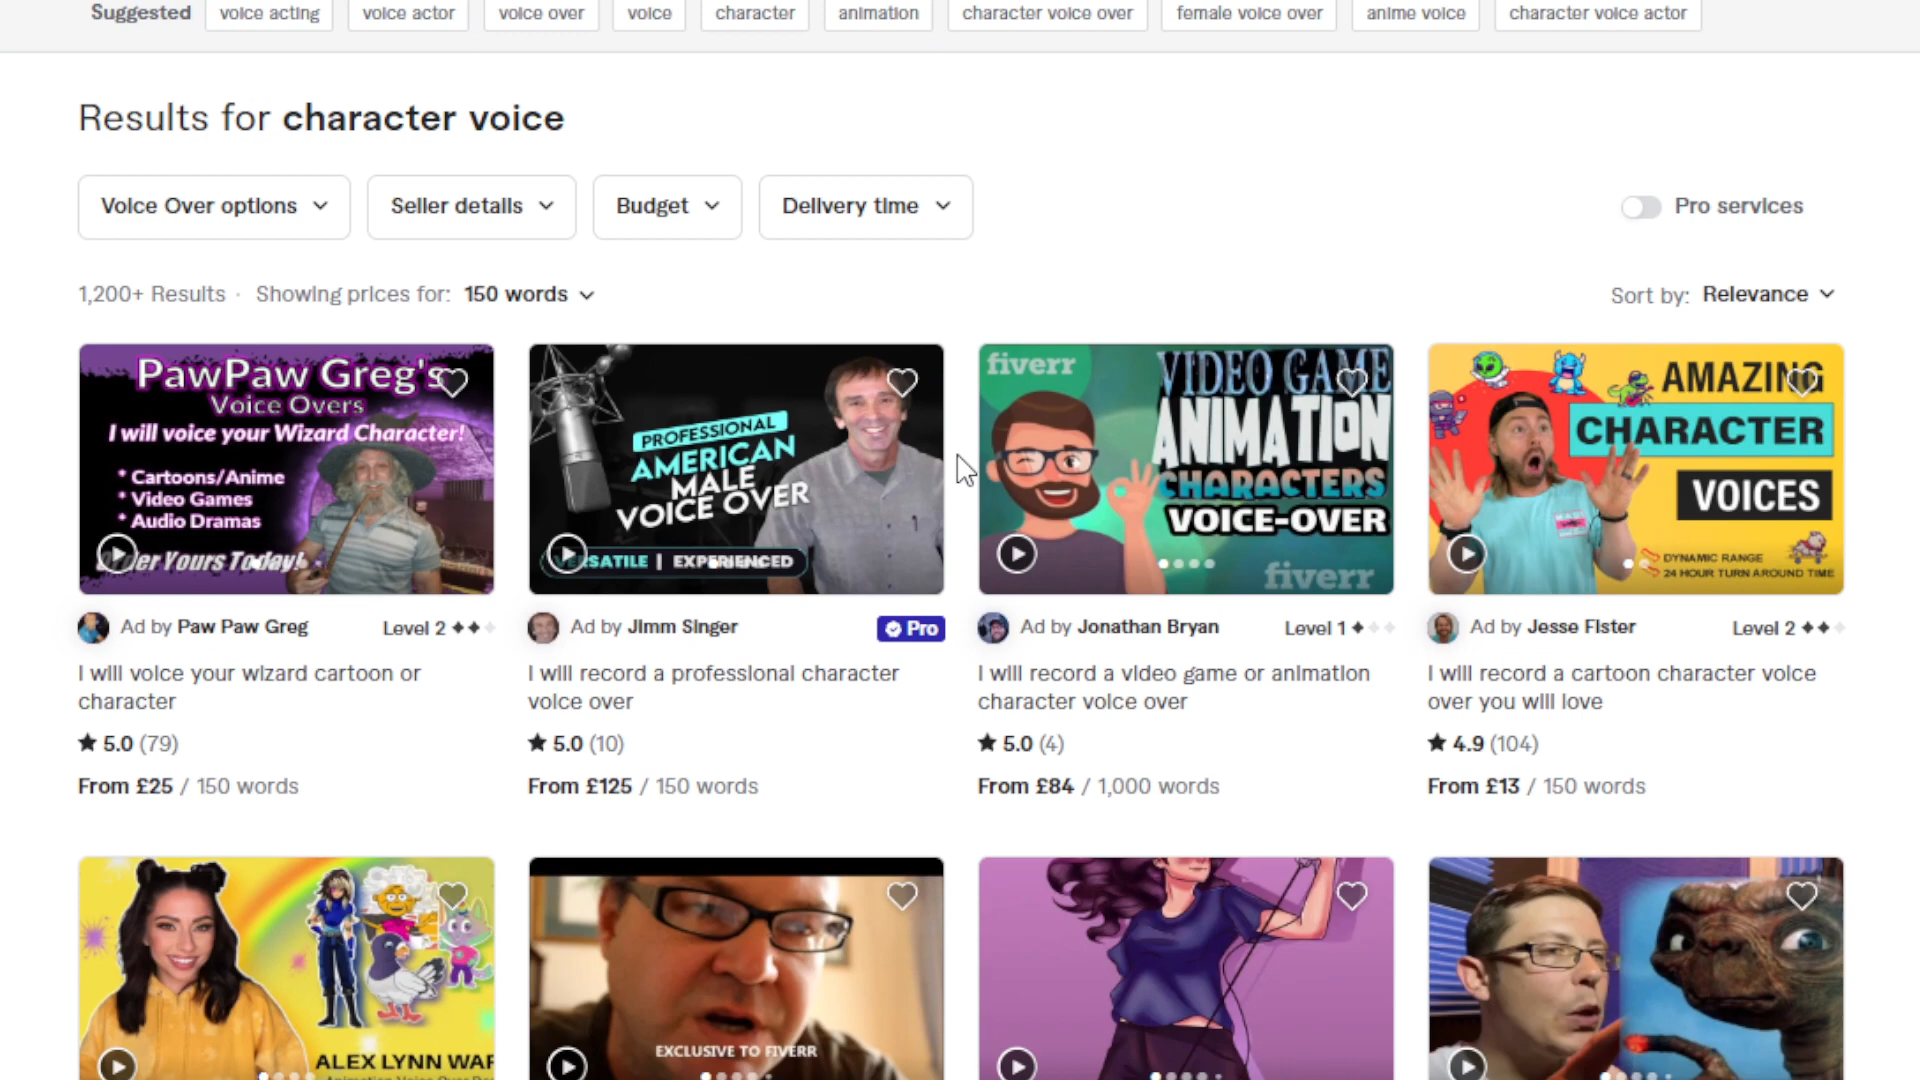 Suggested voice acting voice actor voice over voice character animation character voice over female voice over anime voice character voice actor
Results for character voice
Voice Over options Seller details Budget Delivery time Pro services
1,200+ Results · Showing prices for: 150 words Sort by: Relevance
PawPaw Greg's
Voice Overs
I will voice your Wizard Character!
* Cartoons/Anime
* Video Games
* Audio Dramas
Order Yours Today!
PROFESSIONAL
AMERICAN
MALE
VOICE OVER
VERSATILE | EXPERIENCED
fiverr
VIDEO GAME
ANIMATION
CHARACTERS
VOICE-OVER
fiverr
AMAZING
CHARACTER
VOICES
DYNAMIC RANGE
24 HOUR TURN AROUND TIME
Ad by Paw Paw Greg Level 2
I will voice your wizard cartoon or
character
5.0 (79)
From £25 / 150 words
Ad by Jimm Singer Pro
I will record a professional character
voice over
5.0 (10)
From £125 / 150 words
Ad by Jonathan Bryan Level 1
I will record a video game or animation
character voice over
5.0 (4)
From £84 / 1,000 words
Ad by Jesse Fister Level 2
I will record a cartoon character voice
over you will love
4.9 (104)
From £13 / 150 words
ALEX LYNN WAR
EXCLUSIVE TO FIVERR